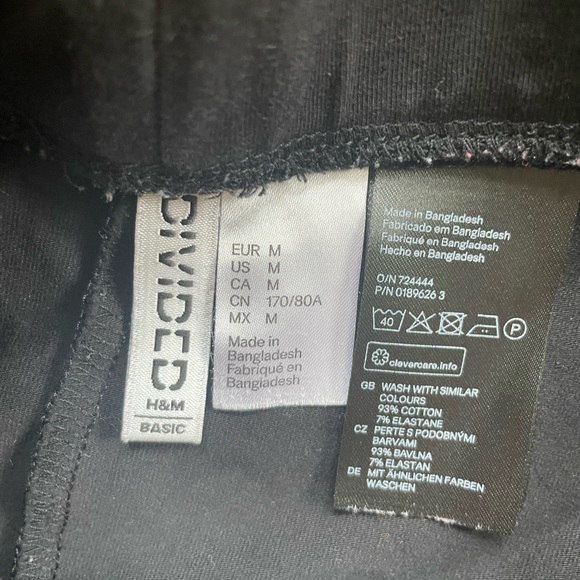 DIVIDED
H&M
BASIC
EUR M
US M
CA M
CN 170/80A
MX M
Made in
Bangladesh
Fabriqué en
Bangladesh
Made in Bangladesh
Fabricado em Bangladesh
Fabriqué en Bangladesh
Hecho en Bangladesh
O/N 724444
P/N 0189626 3
40
P
clevercare.info
GB WASH WITH SIMILAR
COLOURS
93% COTTON
7% ELASTANE
CZ PERTE S PODOBNÝMI
BARVAMI
93% BAVLNA
7% ELASTAN
DE MIT ÄHNLICHEN FARBEN
WASCHEN